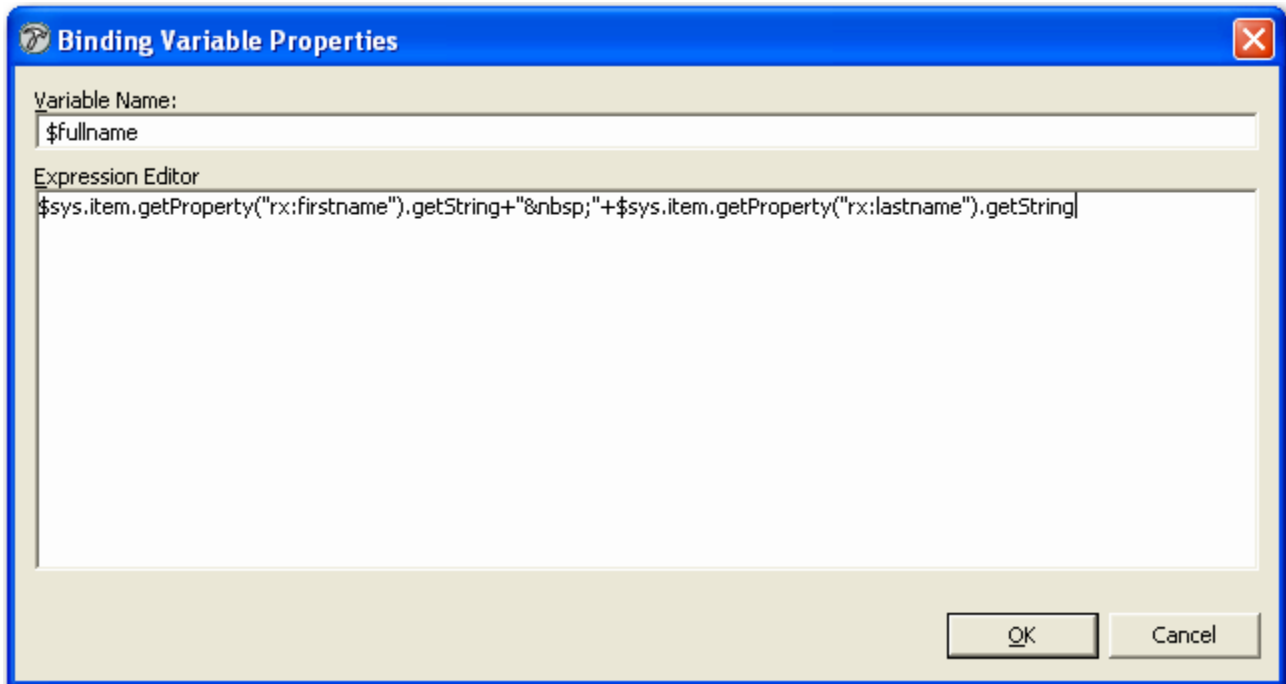 Binding Variable Properties
Variable Name:
$fullname
Expression Editor
$sys.item.getProperty("rx:firstname").getString+"&nbsp;"+$sys.item.getProperty("rx:lastname").getString
OK
Cancel